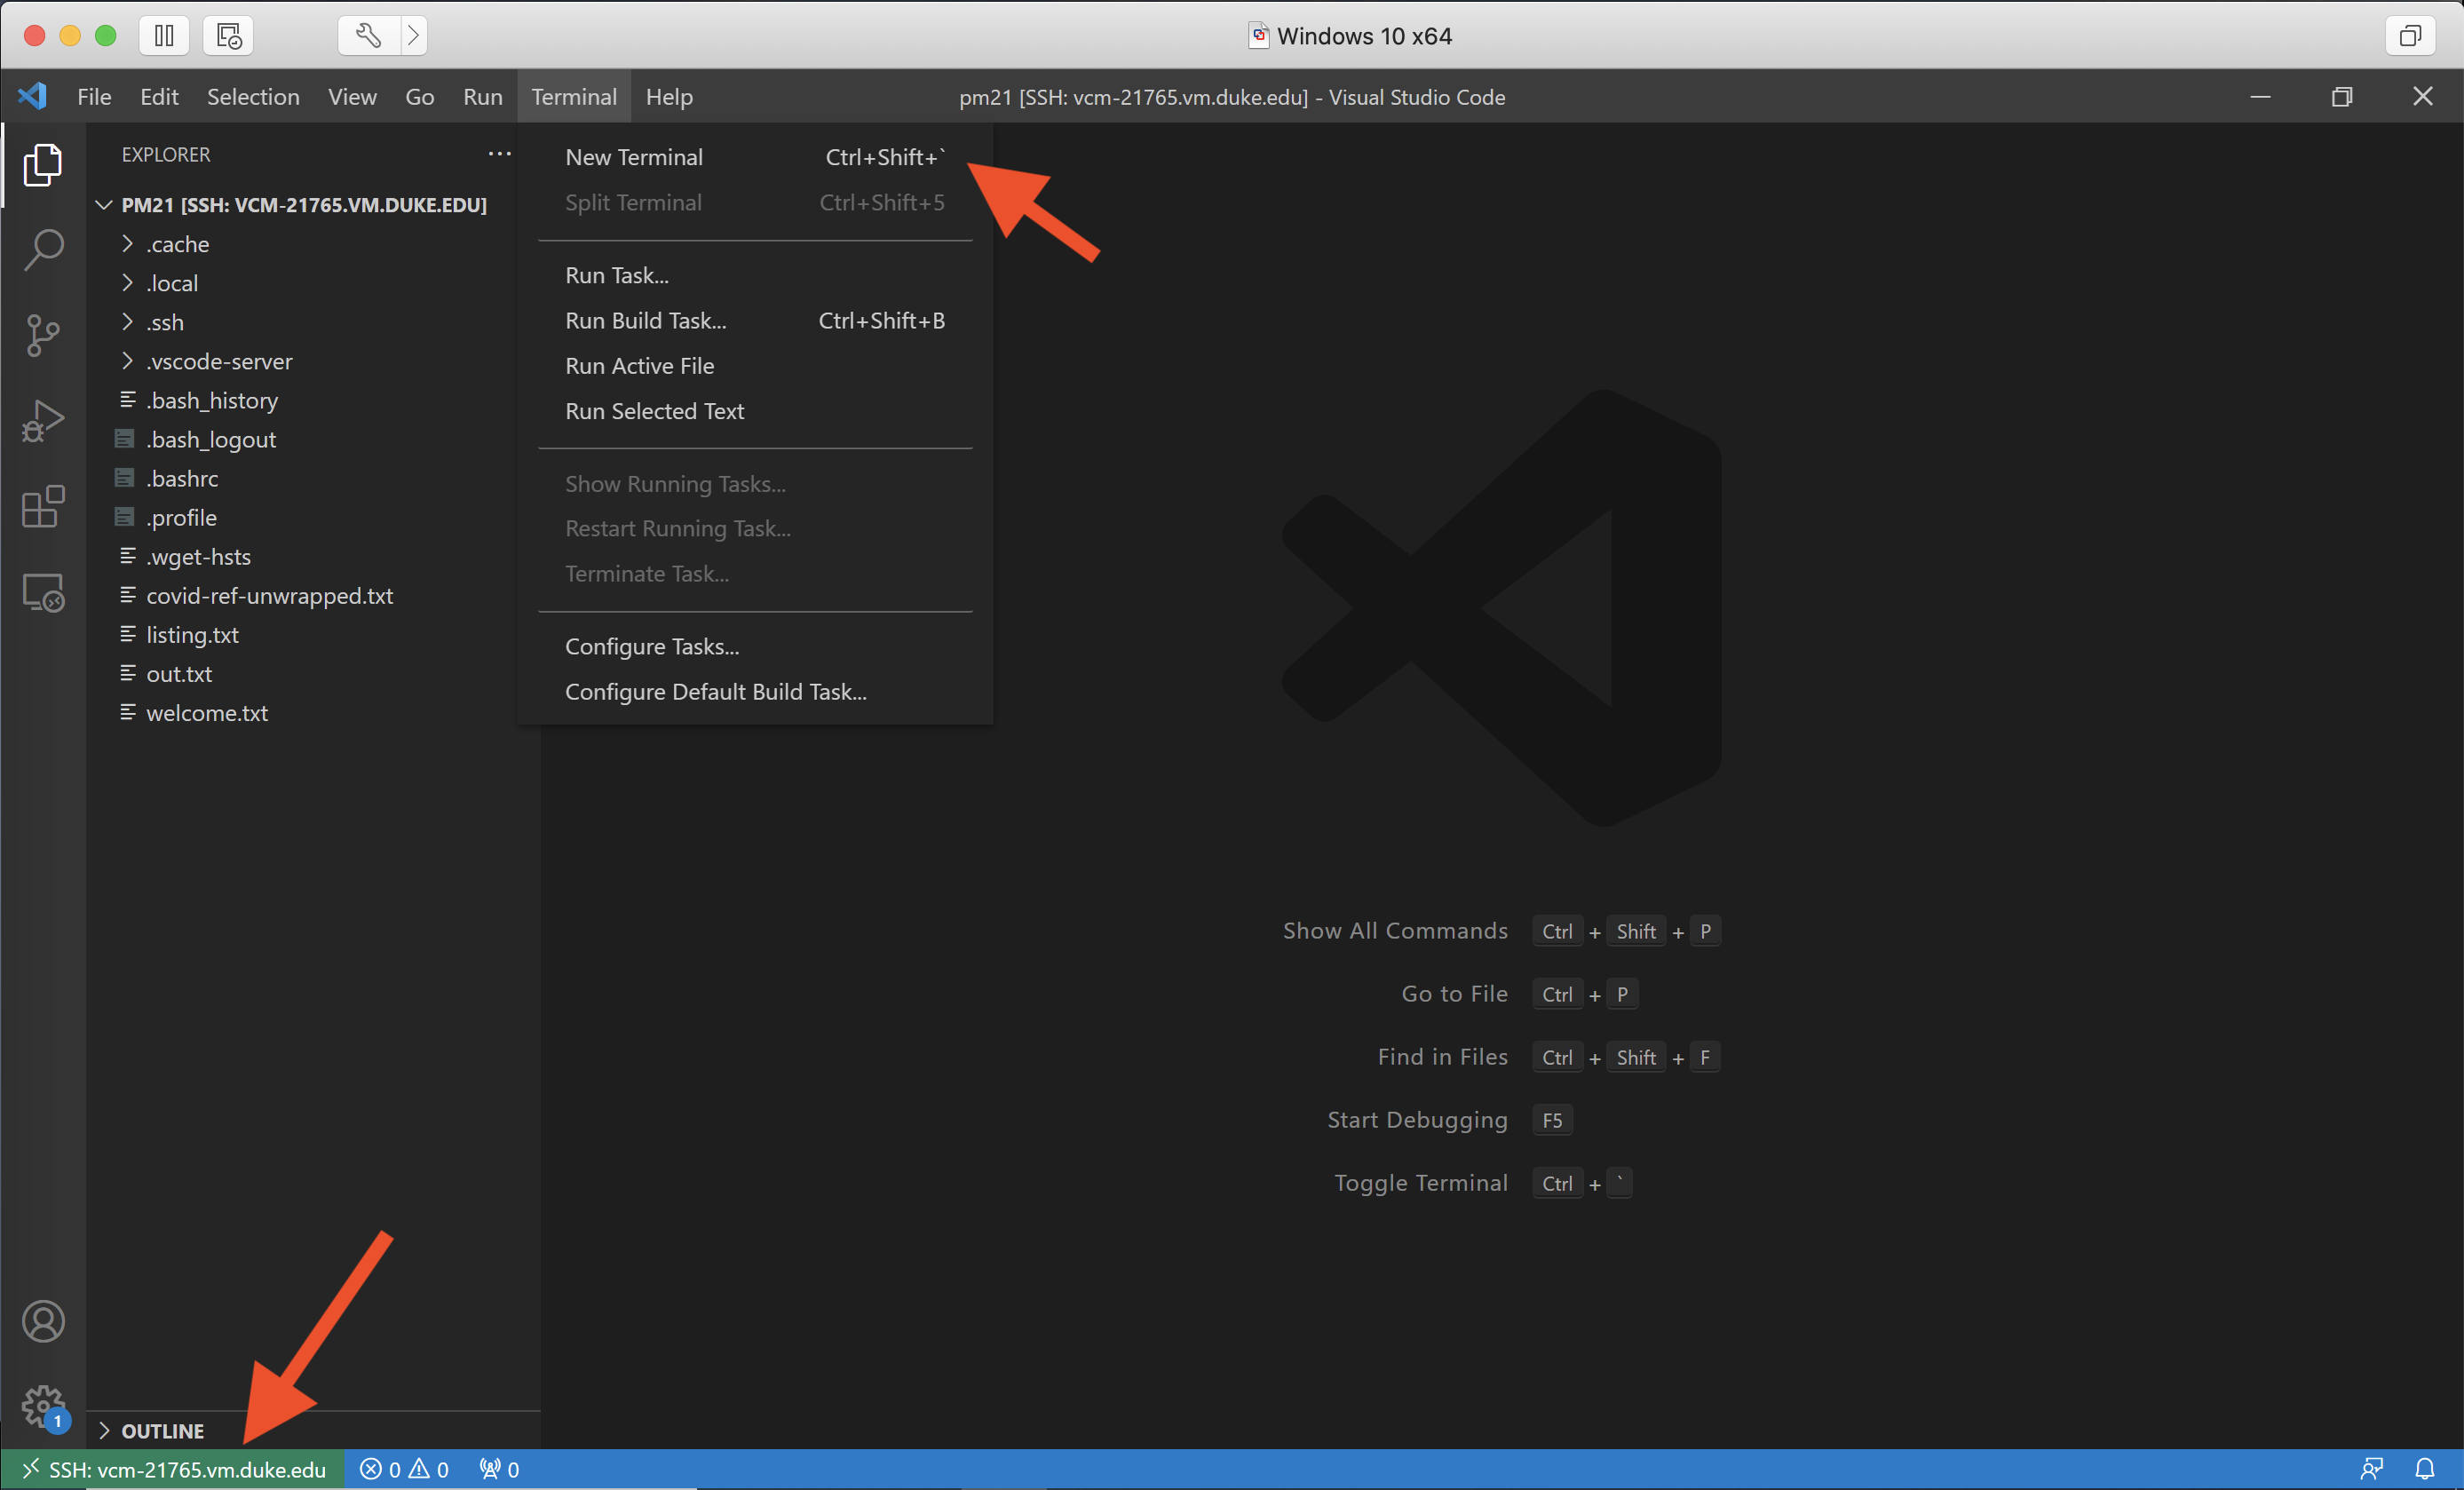 Windows 10 x64
File Edit Selection View Go Run Terminal Help pm21 [SSH: vcm-21765.vm.duke.edu] - Visual Studio Code
EXPLORER
PM21 [SSH: VCM-21765.VM.DUKE.EDU]
.cache
.local
.ssh
.vscode-server
.bash_history
.bash_logout
.bashrc
.profile
.wget-hsts
covid-ref-unwrapped.txt
listing.txt
out.txt
welcome.txt
New Terminal Ctrl+Shift+`
Split Terminal Ctrl+Shift+5
Run Task...
Run Build Task... Ctrl+Shift+B
Run Active File
Run Selected Text
Show Running Tasks...
Restart Running Task...
Terminate Task...
Configure Tasks...
Configure Default Build Task...
Show All Commands Ctrl + Shift + P
Go to File Ctrl + P
Find in Files Ctrl + Shift + F
Start Debugging F5
Toggle Terminal Ctrl + `
1
OUTLINE
SSH: vcm-21765.vm.duke.edu 0 0 0